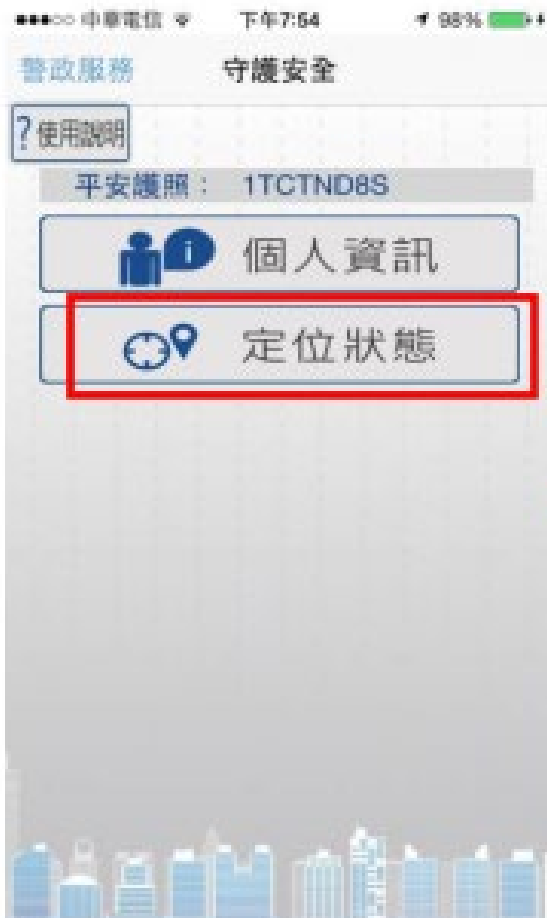 中華電信 下午7:54 98%
警政服務 守護安全
?使用說明
平安護照： 1TCTND8S
個人資訊
定位狀態